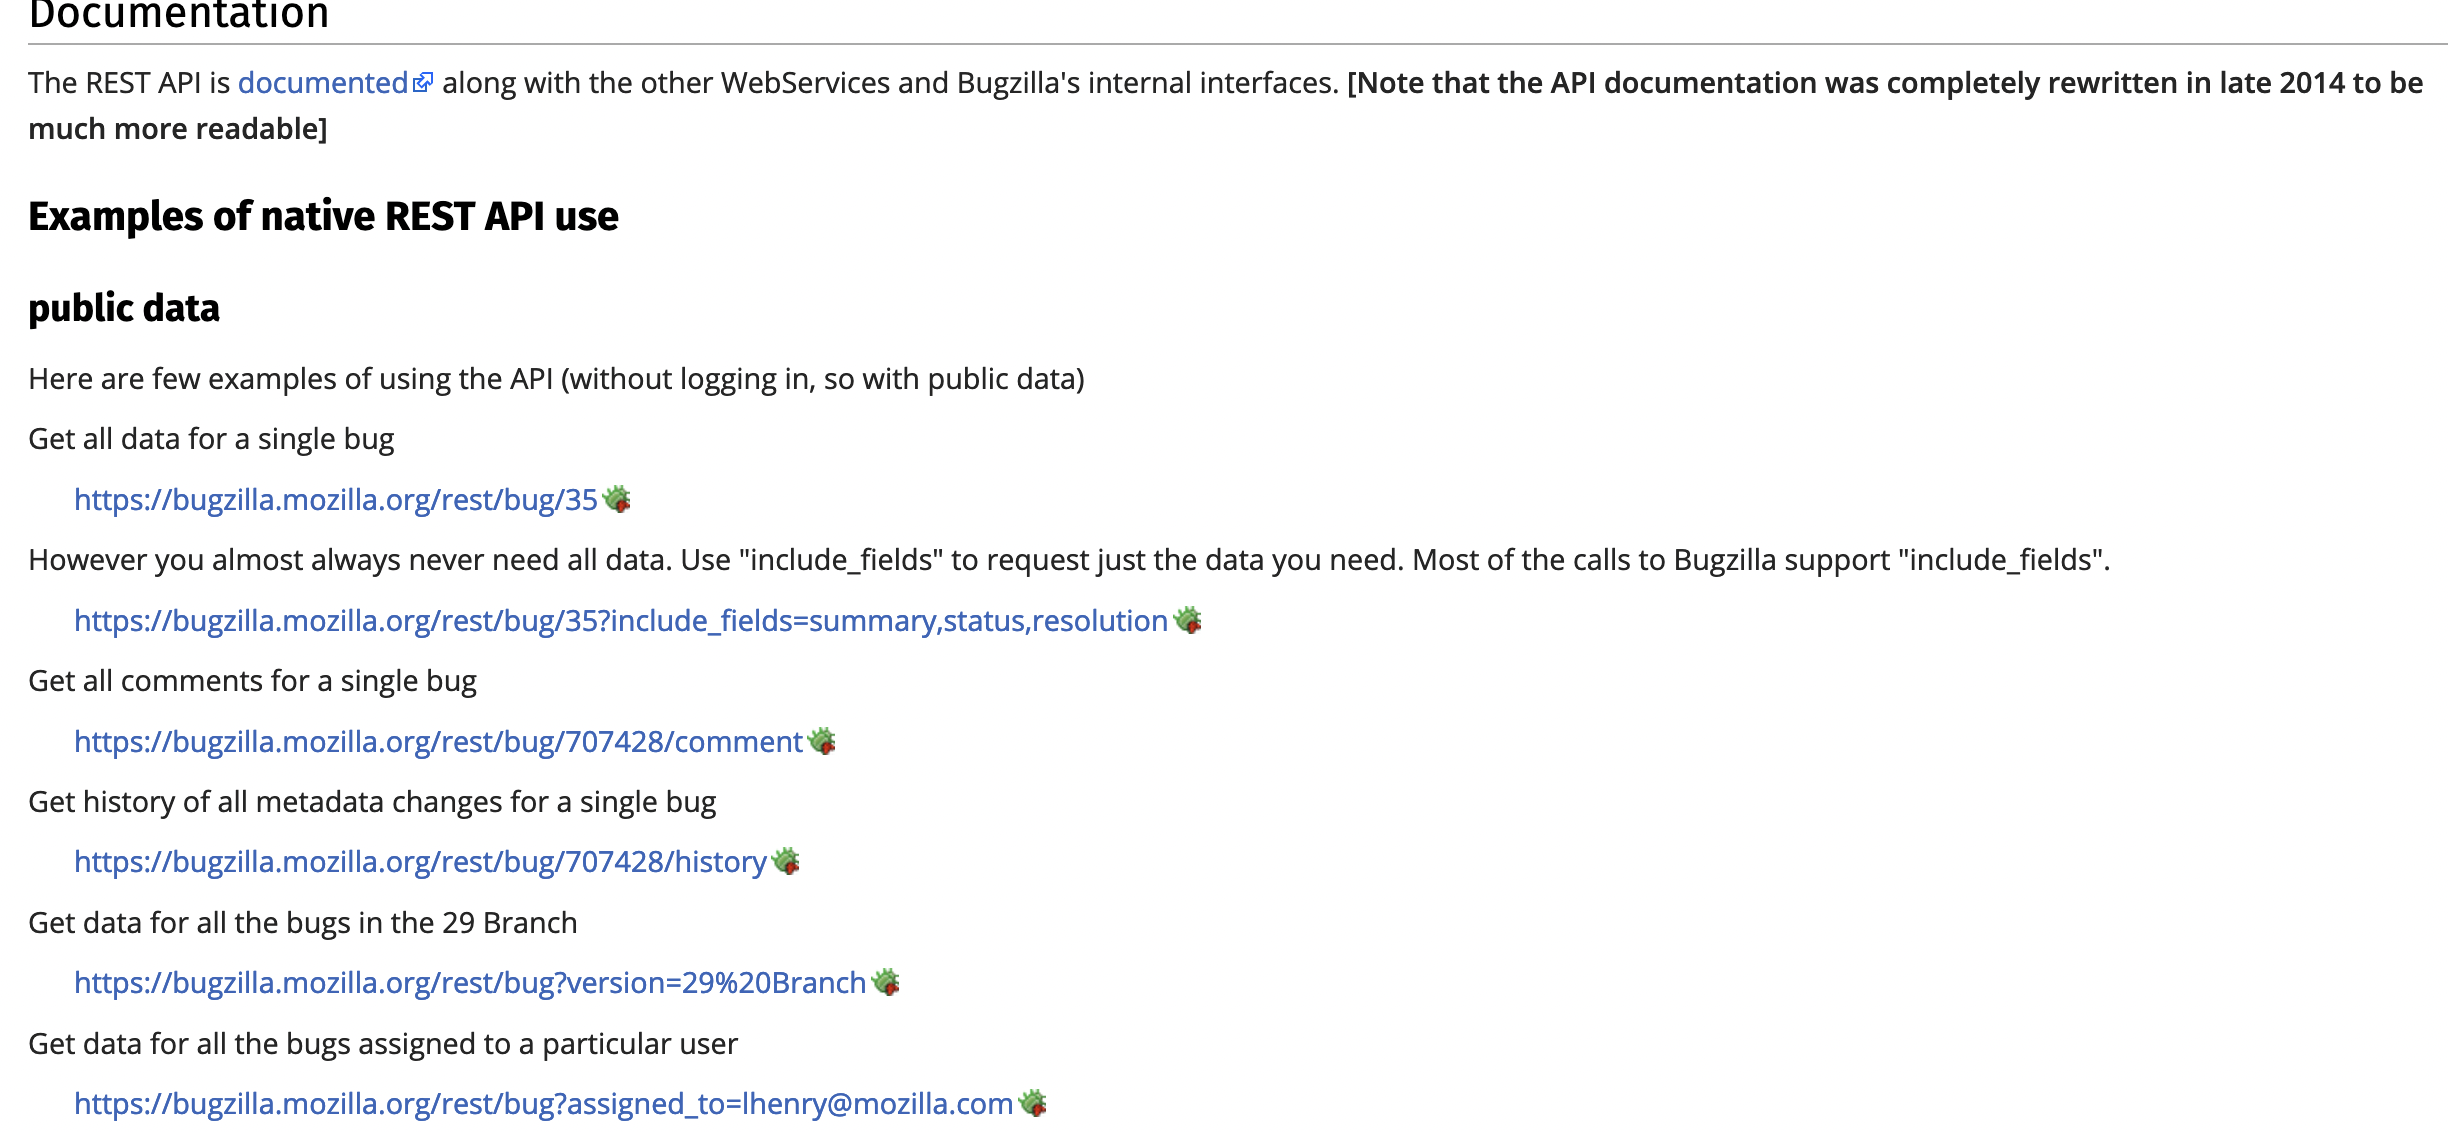 Documentation
The REST API is documented along with the other WebServices and Bugzilla's internal interfaces. [Note that the API documentation was completely rewritten in late 2014 to be
much more readable]
Examples of native REST API use
public data
Here are few examples of using the API (without logging in, so with public data)
Get all data for a single bug
https://bugzilla.mozilla.org/rest/bug/35
However you almost always never need all data. Use "include_fields" to request just the data you need. Most of the calls to Bugzilla support "include_fields".
https://bugzilla.mozilla.org/rest/bug/35?include_fields=summary,status,resolution
Get all comments for a single bug
https://bugzilla.mozilla.org/rest/bug/707428/comment
Get history of all metadata changes for a single bug
https://bugzilla.mozilla.org/rest/bug/707428/history
Get data for all the bugs in the 29 Branch
https://bugzilla.mozilla.org/rest/bug?version=29%20Branch
Get data for all the bugs assigned to a particular user
https://bugzilla.mozilla.org/rest/bug?assigned_to=lhenry@mozilla.com